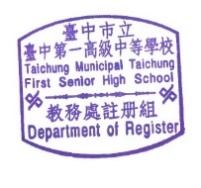 臺中市立
臺中第一高級中等學校
Taichung Municipal Taichung
First Senior High School
教務處註冊組
Department of Register